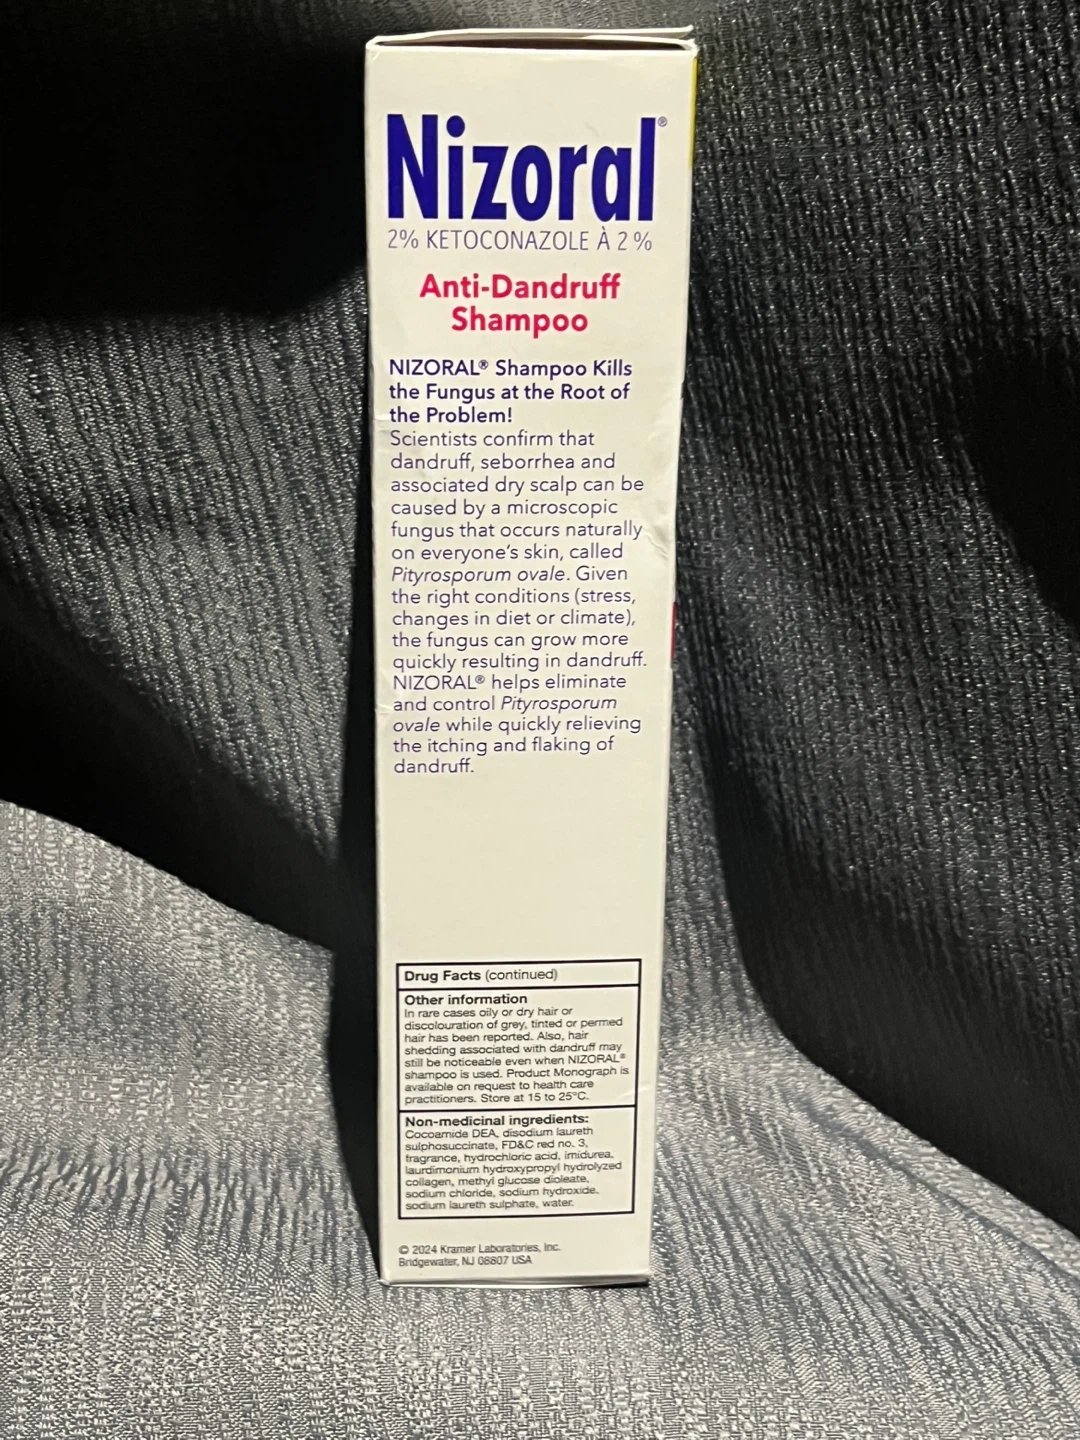 Nizoral®
2% KETOCONAZOLE À 2 %
Anti-Dandruff
Shampoo
NIZORAL® Shampoo Kills
the Fungus at the Root of
the Problem!
Scientists confirm that
dandruff, seborrhea and
associated dry scalp can be
caused by a microscopic
fungus that occurs naturally
on everyone's skin, called
Pityrosporum ovale. Given
the right conditions (stress,
changes in diet or climate),
the fungus can grow more
quickly resulting in dandruff.
NIZORAL® helps eliminate
and control Pityrosporum
ovale while quickly relieving
the itching and flaking of
dandruff.
Drug Facts (continued)
Other information
In rare cases oily or dry hair or
discolouration of grey, tinted or permed
hair has been reported. Also, hair
shedding associated with dandruff may
still be noticeable even when NIZORAL®
shampoo is used. Product Monograph is
available on request to health care
practitioners. Store at 15 to 25°C.
Non-medicinal ingredients:
Cocoamide DEA, disodium laureth
sulphosuccinate, FD&C red no. 3,
fragrance, hydrochloric acid, imidurea,
laurdimonium hydroxypropyl hydrolyzed
collagen, methyl glucose dioleate,
sodium chloride, sodium hydroxide,
sodium laureth sulphate, water.
© 2024 Kramer Laboratories, Inc.
Bridgewater, NJ 08807 USA